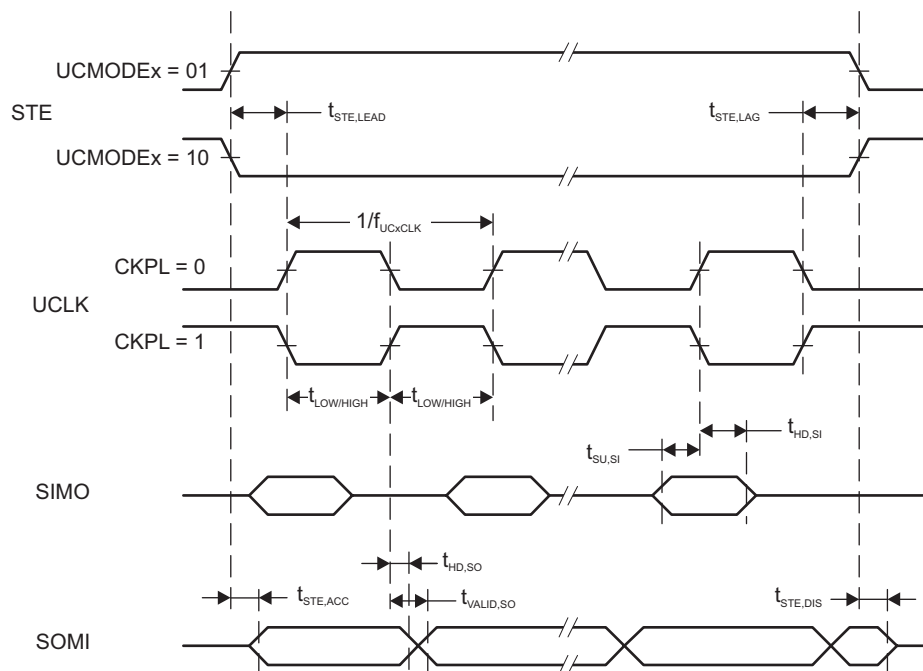 UCMODEx = 01
STE
tSTE,LEAD
tSTE,LAG
UCMODEx = 10
1/fUCxCLK
CKPL = 0
UCLK
CKPL = 1
tLOW/HIGH tLOW/HIGH
tHD,SI
tSU,SI
SIMO
tHD,SO
tSTE,ACC
tVALID,SO
tSTE,DIS
SOMI